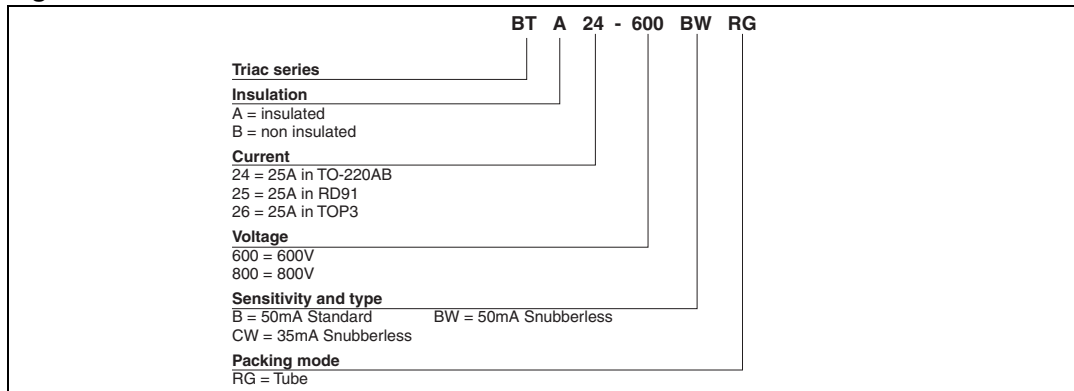 BT A 24 - 600 BW RG
Triac series
Insulation
A = insulated
B = non insulated
Current
24 = 25A in TO-220AB
25 = 25A in RD91
26 = 25A in TOP3
Voltage
600 = 600V
800 = 800V
Sensitivity and type
B = 50mA Standard BW = 50mA Snubberless
CW = 35mA Snubberless
Packing mode
RG = Tube